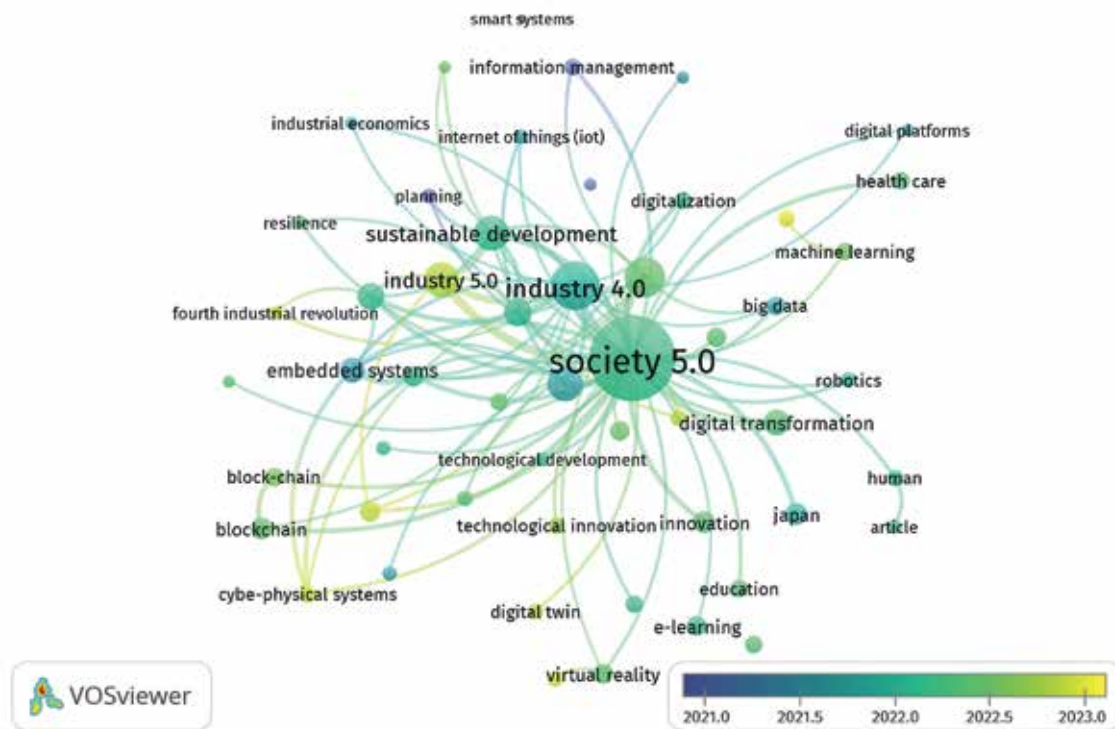 smart systems
information management
industrial economics
internet of things (iot)
digital platforms
health care
planning
digitalization
resilience
sustainable development
machine learning
industry 5.0
industry 4.0
big data
fourth industrial revolution
society 5.0
embedded systems
robotics
digital transformation
technological development
block-chain
human
japan
technological innovation
innovation
blockchain
article
cybe-physical systems
education
digital twin
e-learning
virtual reality
VOSviewer
2021.0
2021.5
2022.0
2022.5
2023.0